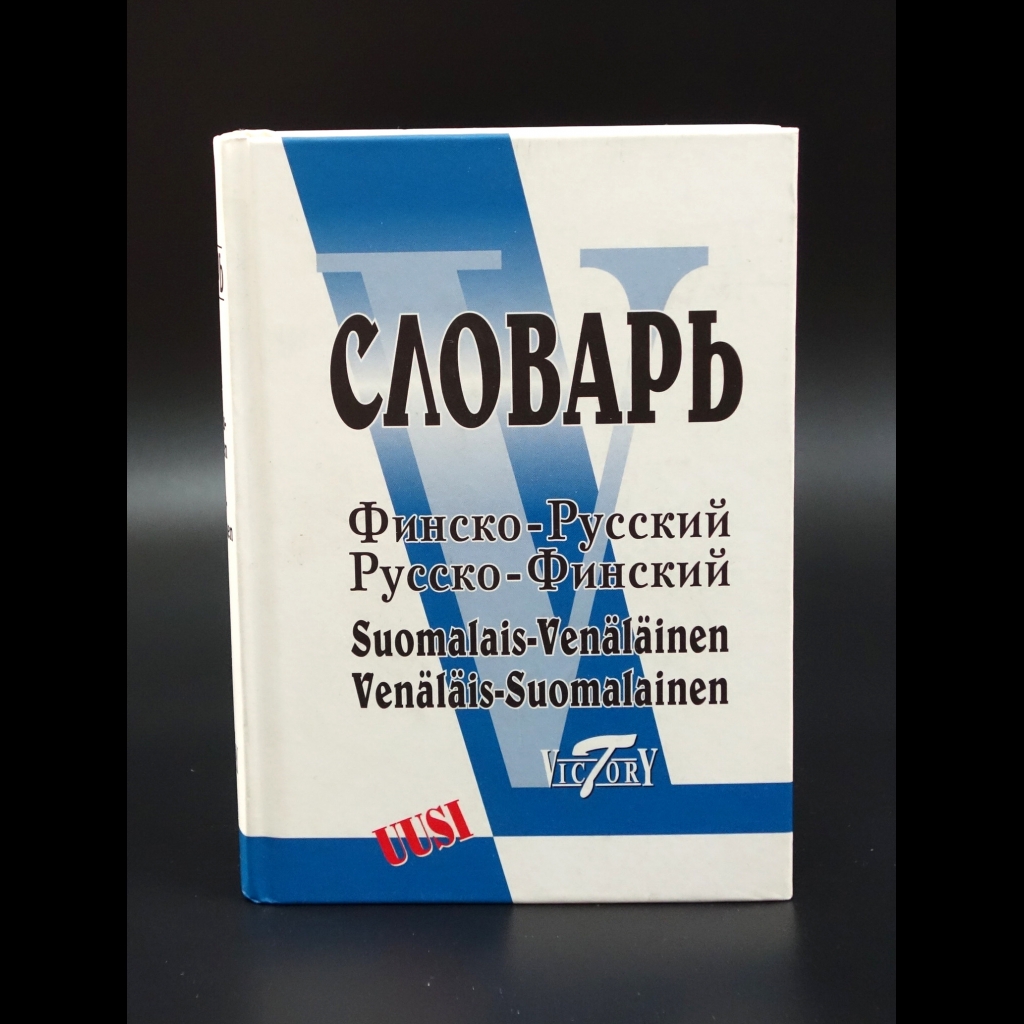 СЛОВАРЬ
Финско-Русский
Русско-Финский
Suomalais-Venäläinen
Venäläis-Suomalainen
VICTORY
UUSI